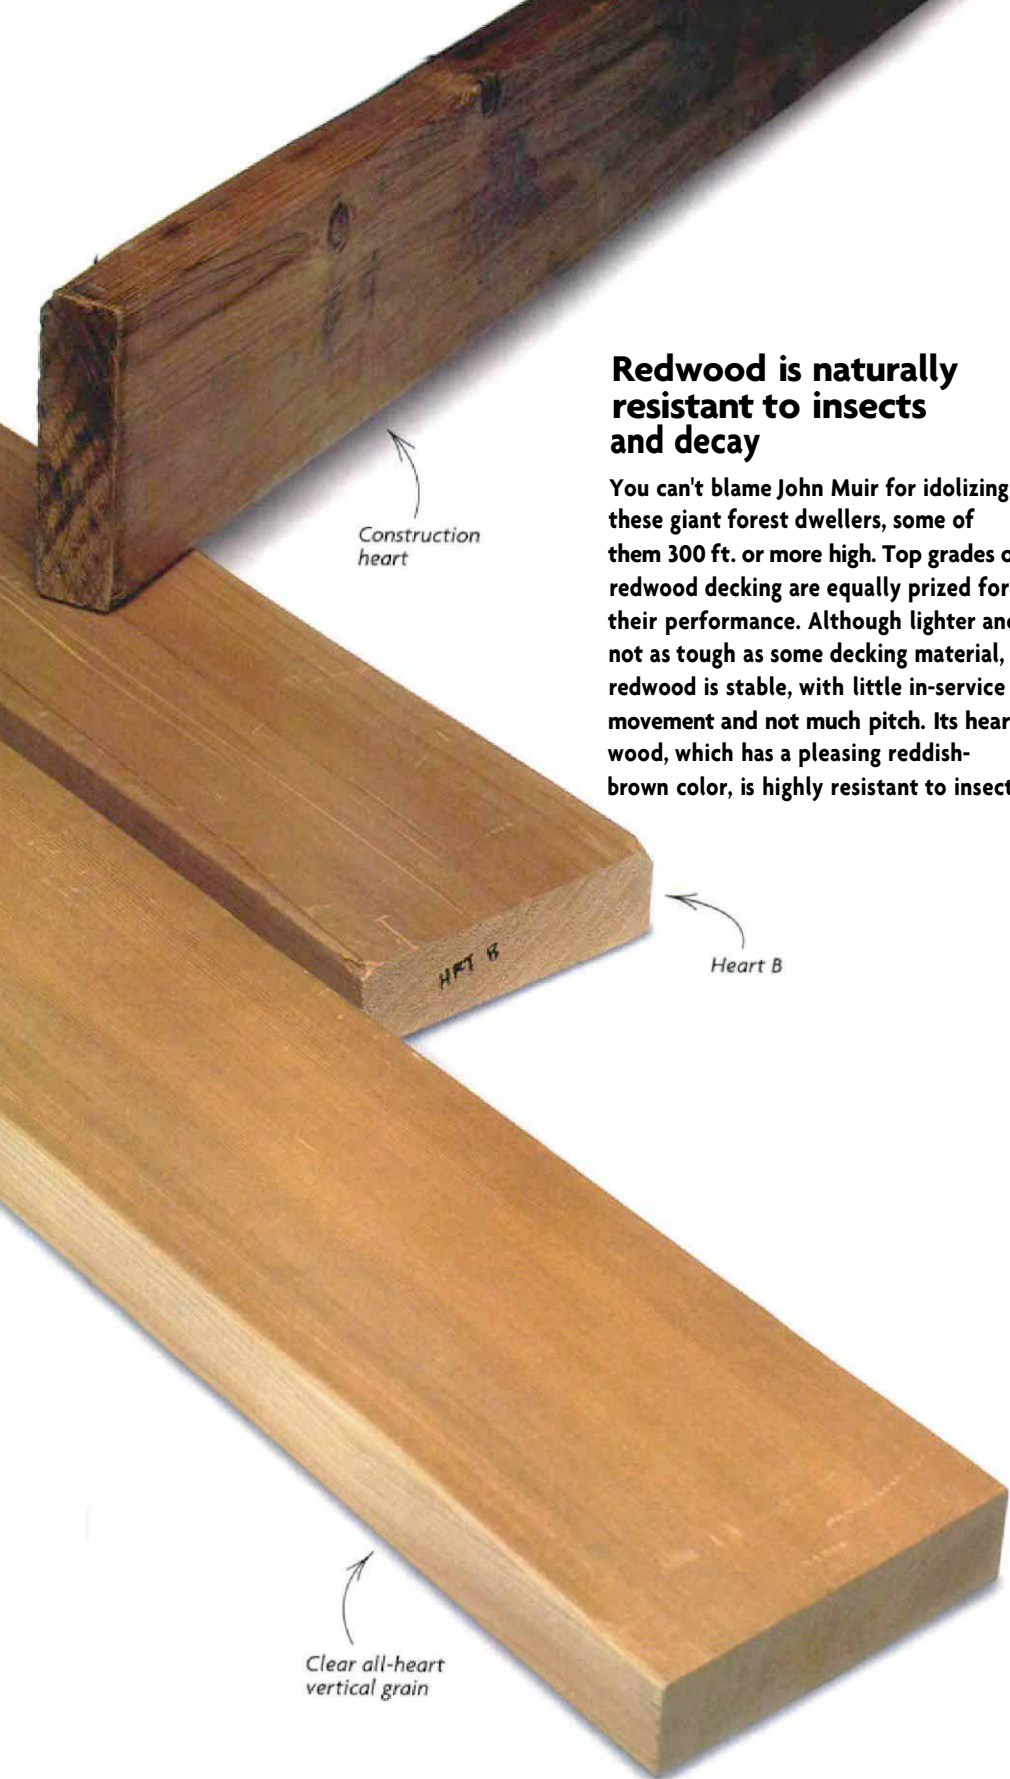 Redwood is naturally
resistant to insects
and decay
You can't blame John Muir for idolizing
these giant forest dwellers, some of
them 300 ft. or more high. Top grades o
redwood decking are equally prized for
their performance. Although lighter and
not as tough as some decking material,
redwood is stable, with little in-service
movement and not much pitch. Its hear
wood, which has a pleasing reddish-
brown color, is highly resistant to insect
Construction
heart
HRT B
Heart B
Clear all-heart
vertical grain